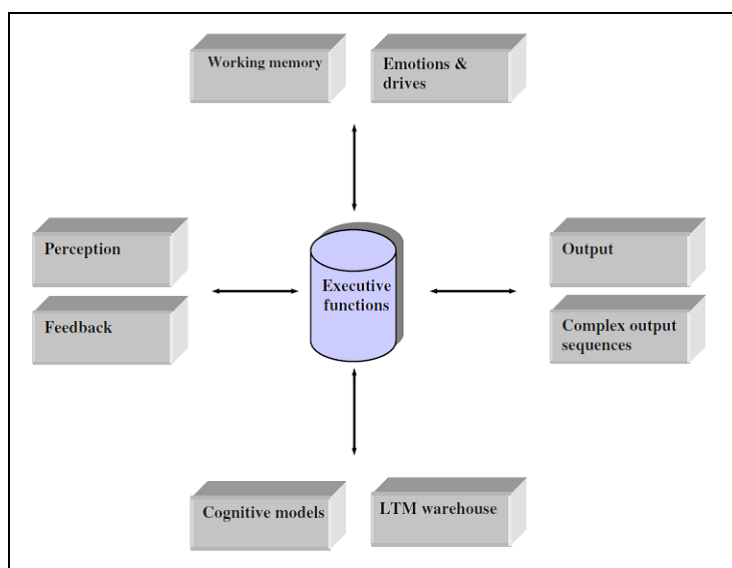 Working memory
Emotions &
drives
Perception
Feedback
Executive
functions
Output
Complex output
sequences
Cognitive models
LTM warehouse